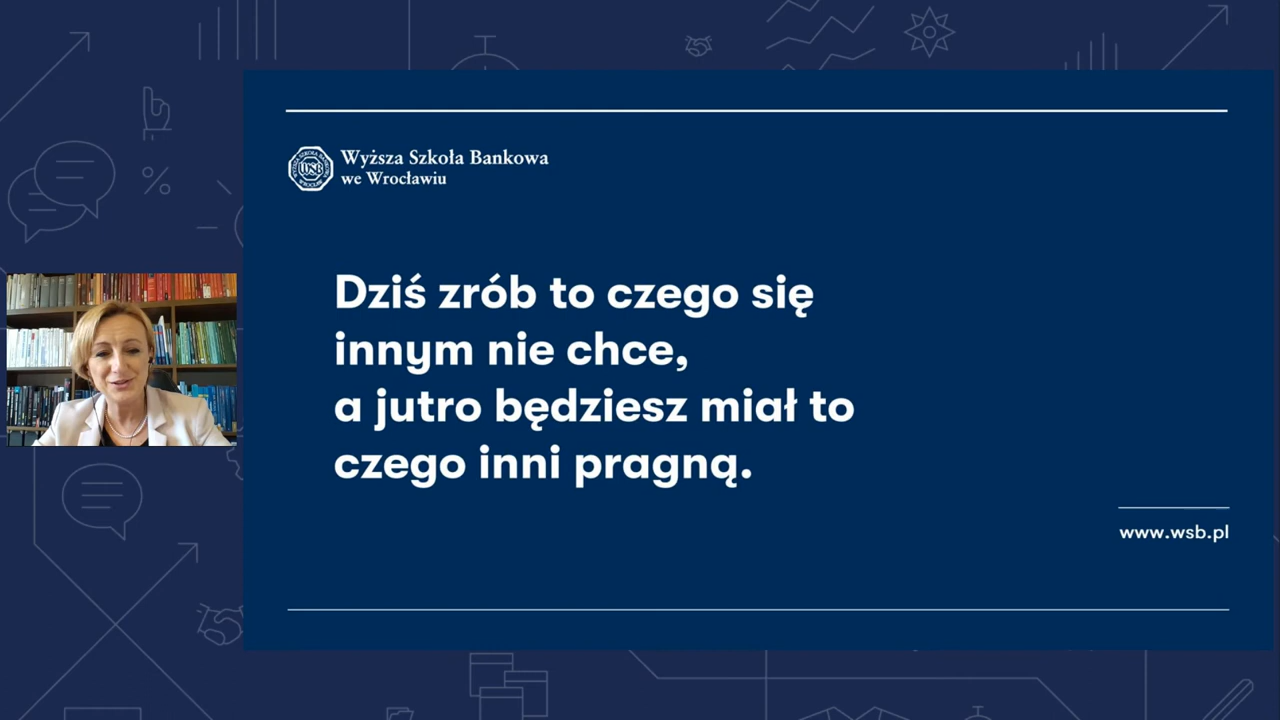 Wyższa Szkoła Bankowa
we Wrocławiu
WSB
Dziś zrób to czego się
innym nie chce,
a jutro będziesz miał to
czego inni pragną.
www.wsb.pl
%